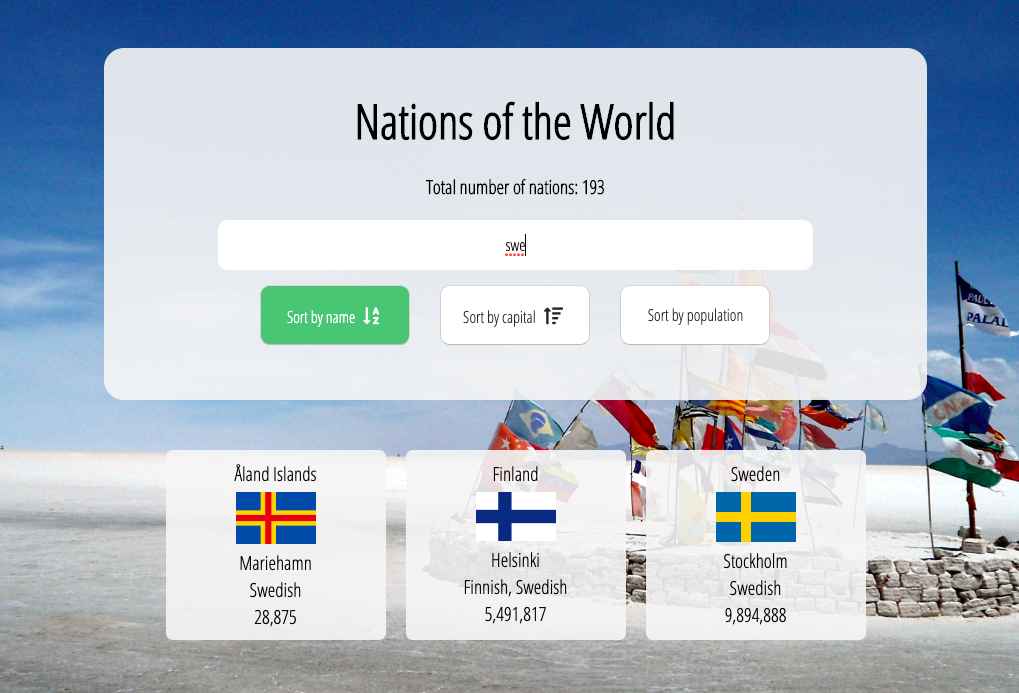 Nations of the World
Total number of nations: 193
swe
Sort by name
Sort by capital
Sort by population
Åland Islands
Mariehamn
Swedish
28,875
Finland
Helsinki
Finnish, Swedish
5,491,817
Sweden
Stockholm
Swedish
9,894,888